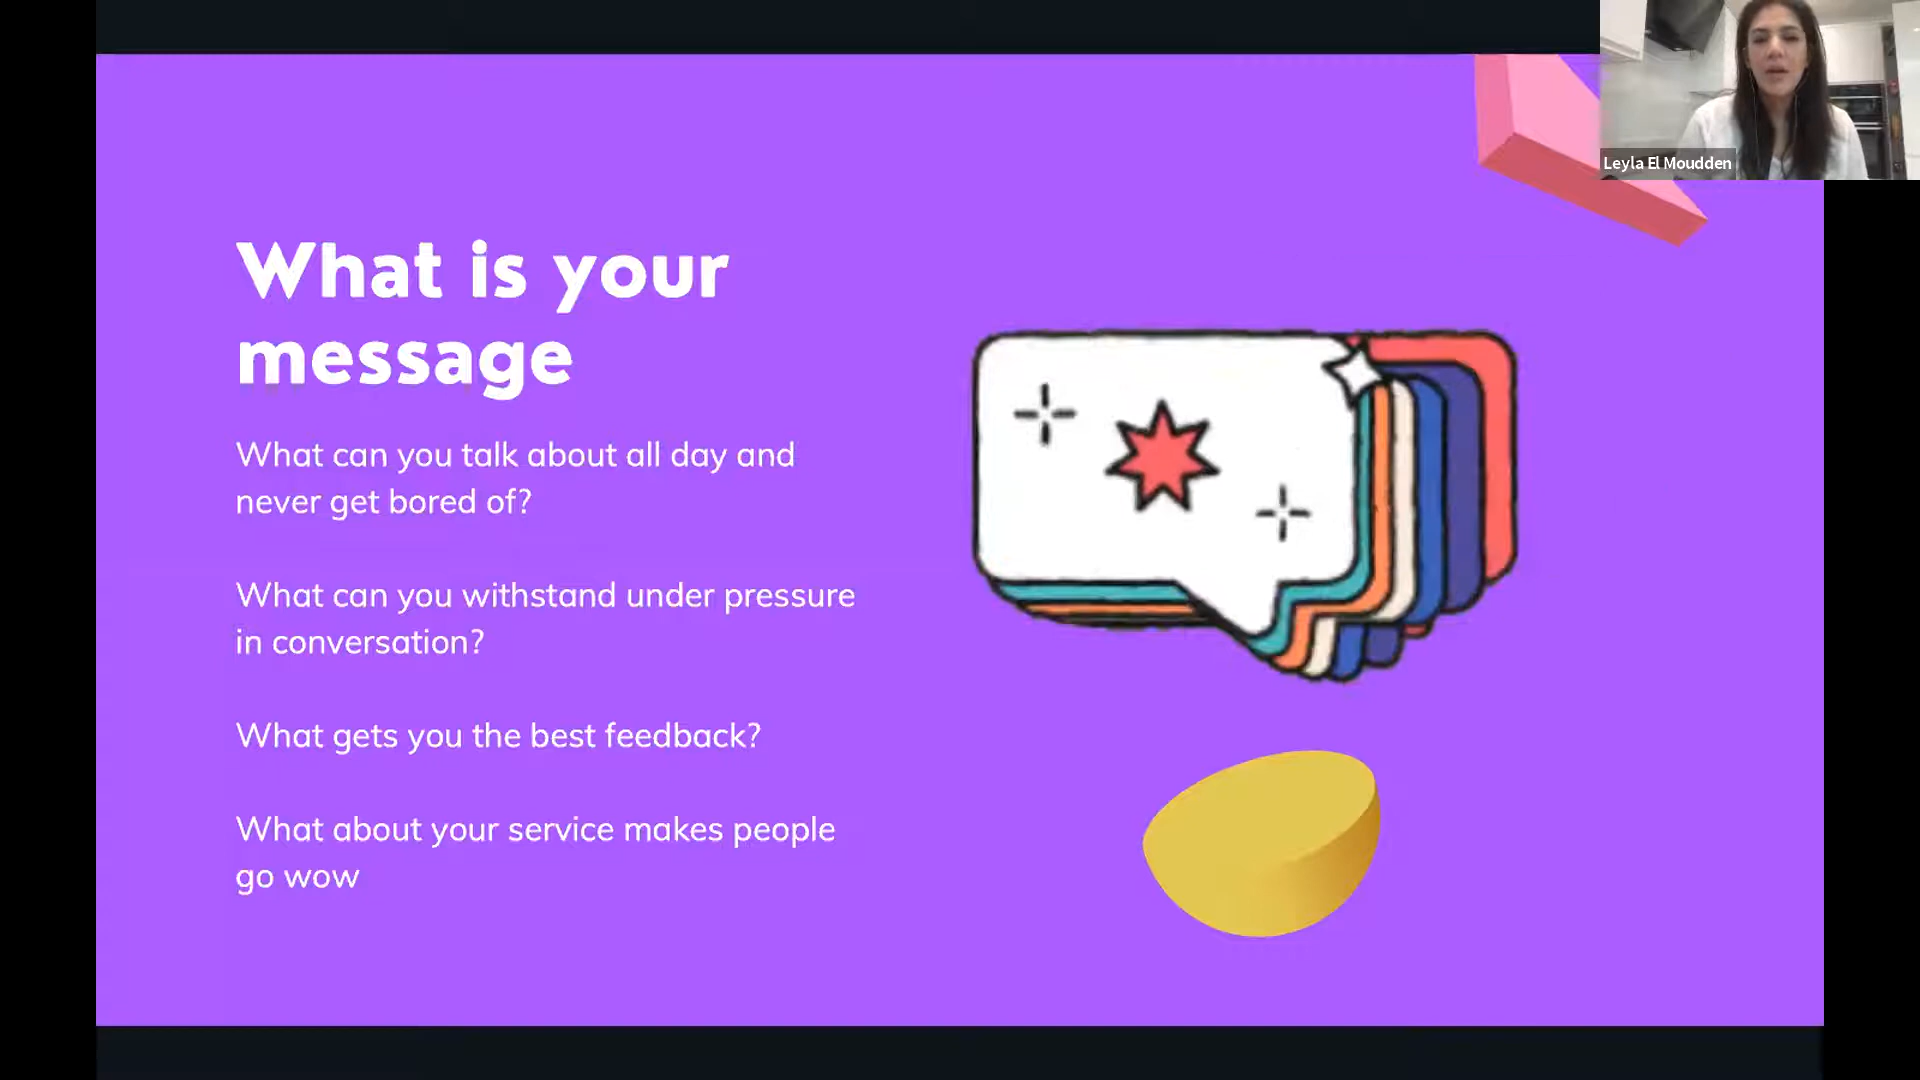 What is your
message
What can you talk about all day and
never get bored of?
What can you withstand under pressure
in conversation?
What gets you the best feedback?
What about your service makes people
go wow
Leyla El Moudden